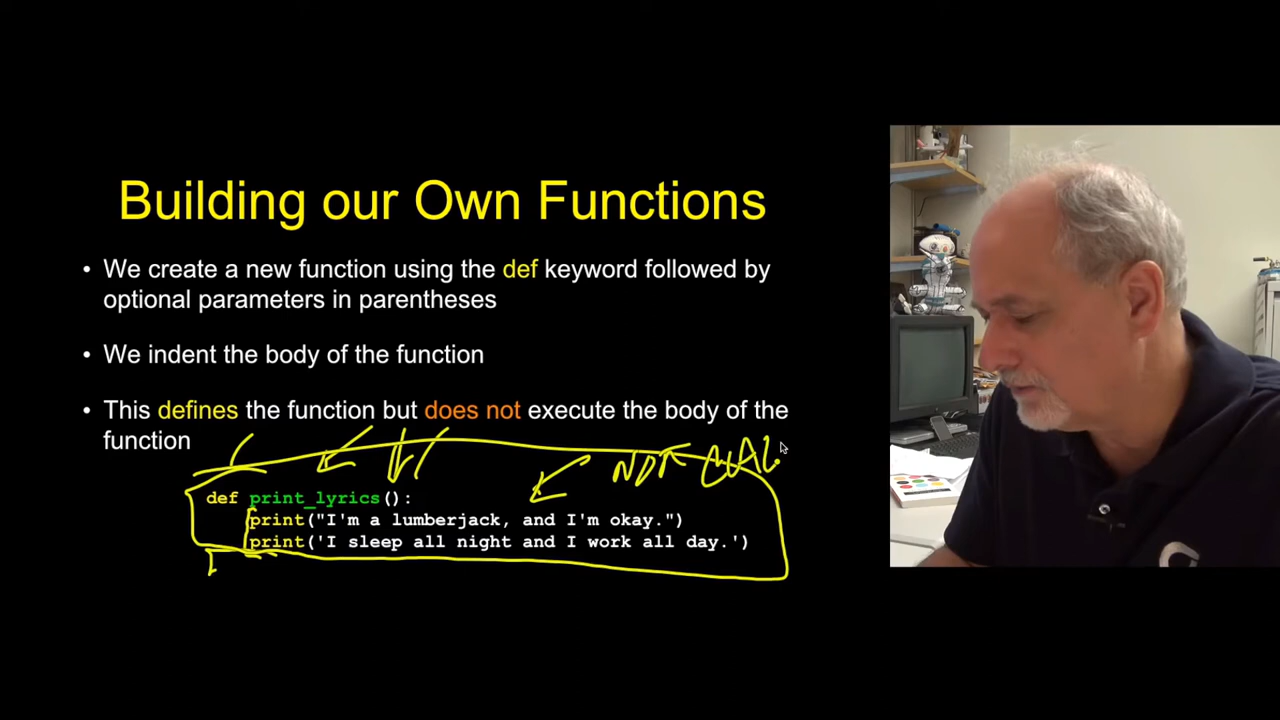 Building our Own Functions
• We create a new function using the def keyword followed by
optional parameters in parentheses
• We indent the body of the function
• This defines the function but does not execute the body of the
function
NOT
def print_lyrics():
print("I'm a lumberjack, and I'm okay.")
print('I sleep all night and I work all day.')